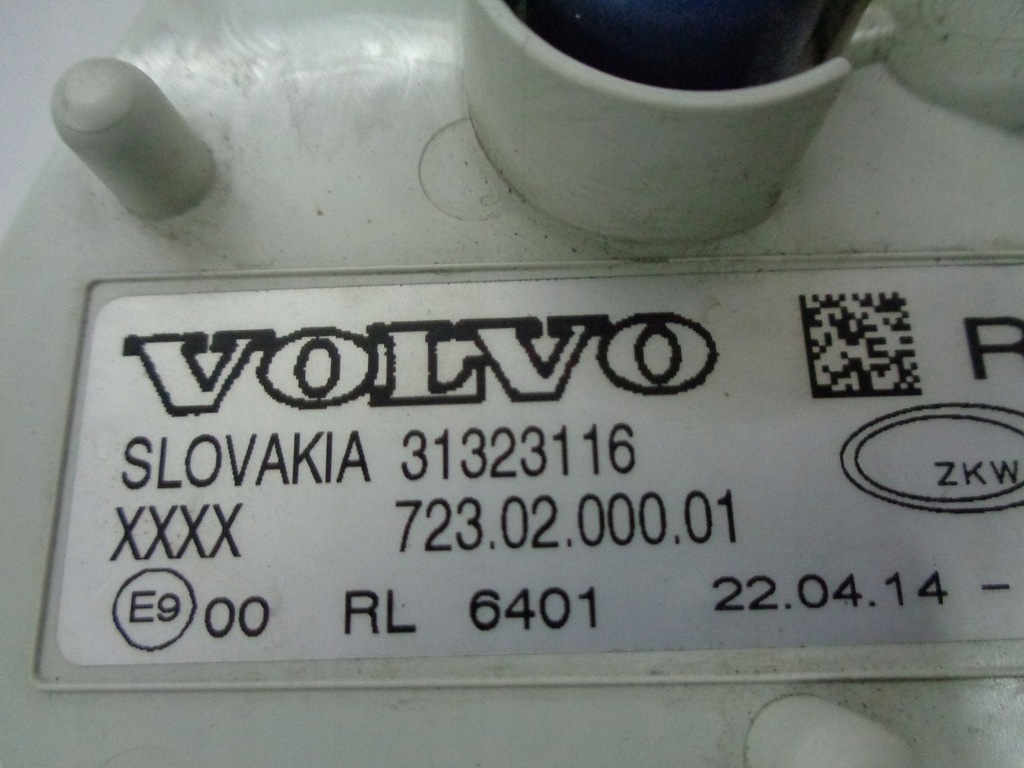 VOLVO
R
SLOVAKIA 31323116
ZKW
XXXX 723.02.000.01
E9 00 RL 6401 22.04.14 -